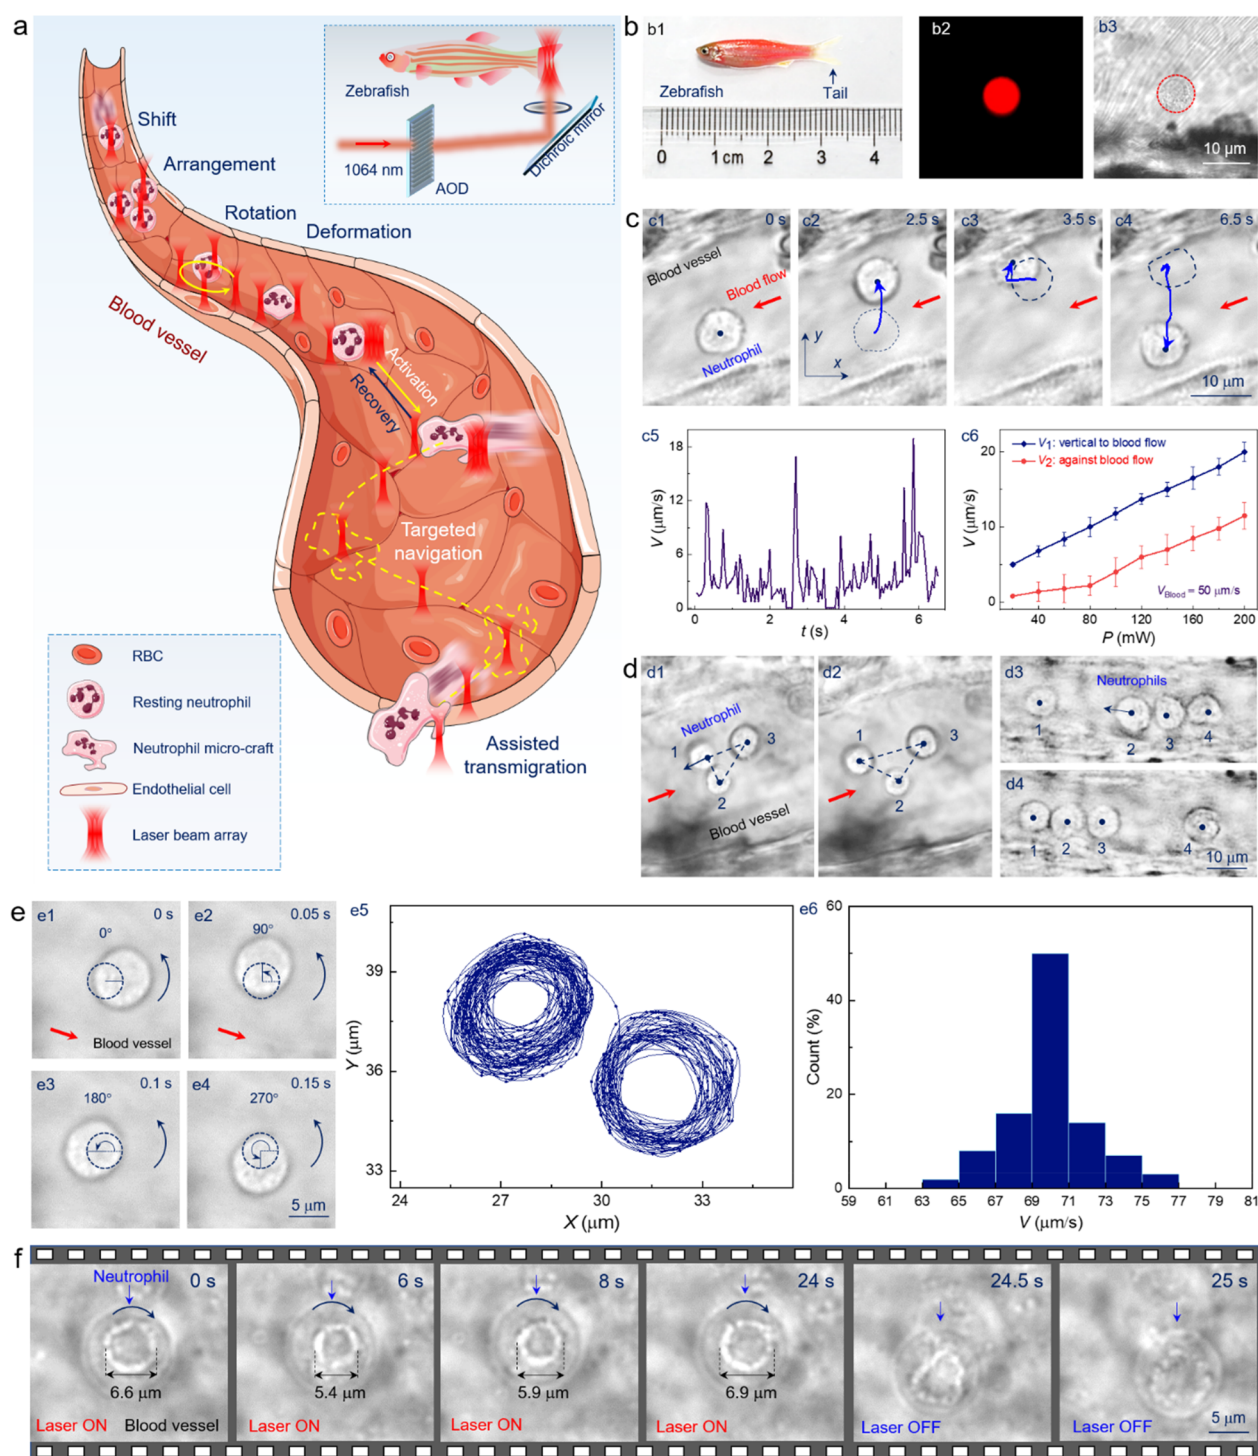 a
Shift
Arrangement
Rotation
Deformation
Blood vessel
Zebrafish
1064 nm
AOD
Dichroic mirror
Activation
Recovery
Targeted
navigation
Assisted
transmigration
RBC
Resting neutrophil
Neutrophil micro-craft
Endothelial cell
Laser beam array
b
b1
Zebrafish
Tail
0 1cm 2 3 4
b2
b3
10 μm
c
c1
0 s
Blood vessel
Blood flow
Neutrophil
c2
2.5 s
y
x
c3
3.5 s
c4
6.5 s
10 μm
c5
18
12
6
0
V (μm/s)
0 2 4 6
t (s)
c6
V1: vertical to blood flow
V2: against blood flow
20
10
0
V (μm/s)
VBlood = 50 μm/s
40 80 120 160 200
P (mW)
d
d1
Neutrophil
1
3
2
Blood vessel
d2
1
3
2
d3
Neutrophils
1 2 3 4
d4
1 2 3 4
10 μm
e
e1
0 s
0°
Blood vessel
e2
0.05 s
90°
e3
0.1 s
180°
e4
0.15 s
270°
5 μm
e5
39
36
33
Y (μm)
24 27 30 33
X (μm)
e6
60
40
20
0
Count (%)
59 61 63 65 67 69 71 73 75 77 79 81
V (μm/s)
f
Neutrophil
0 s
6.6 μm
Laser ON
Blood vessel
6 s
5.4 μm
Laser ON
8 s
5.9 μm
Laser ON
24 s
6.9 μm
Laser ON
24.5 s
Laser OFF
25 s
Laser OFF
5 μm